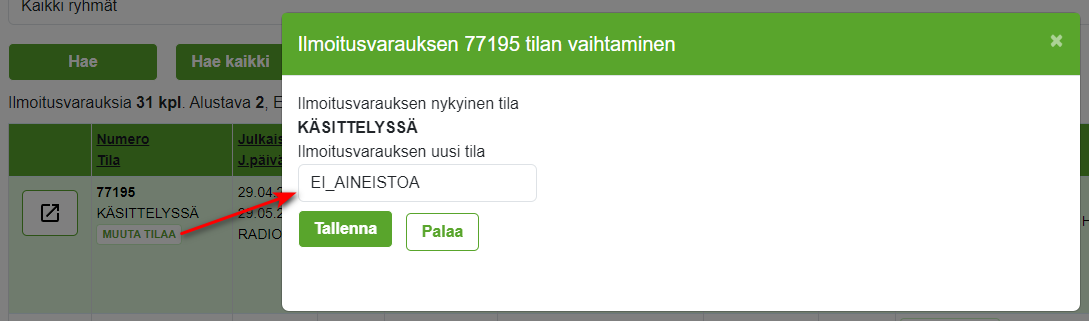 Kaikki ryhmät
Hae
Hae kaikki
Ilmoitusvarauksia 31 kpl. Alustava 2, E
Numero
Tila
Julkais
J.päivä
77195
KÄSITTELYSSÄ
MUUTA TILAA
29.04.2
29.05.2
RADIO
Ilmoitusvarauksen 77195 tilan vaihtaminen
×
Ilmoitusvarauksen nykyinen tila
KÄSITTELYSSÄ
Ilmoitusvarauksen uusi tila
EI_AINEISTOA
Tallenna
Palaa
H